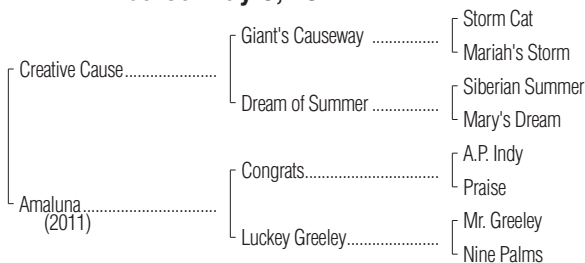 Storm Cat
Giant's Causeway ................
Mariah's Storm
Creative Cause.......................
Siberian Summer
Dream of Summer ................
Mary's Dream
A.P. Indy
Congrats.................................
Praise
Amaluna.................................
(2011)
Mr. Greeley
Luckey Greeley.......................
Nine Palms